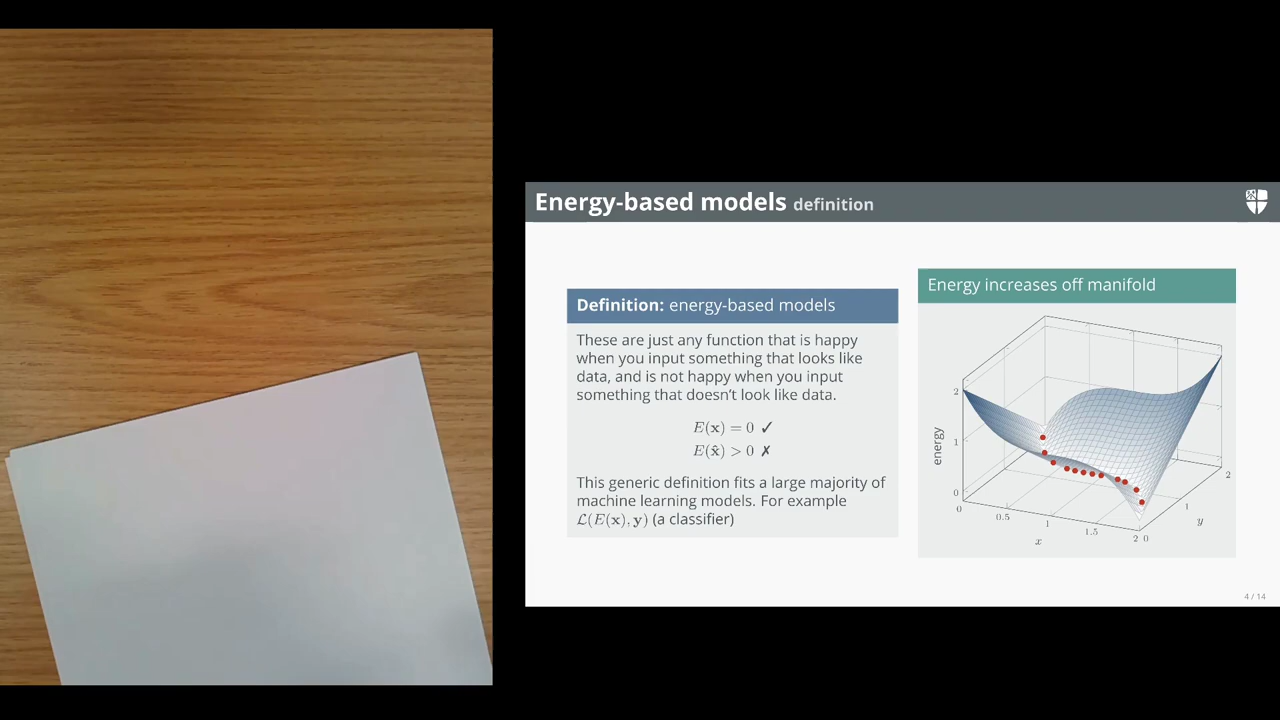 Energy-based models definition
Definition: energy-based models
These are just any function that is happy
when you input something that looks like
data, and is not happy when you input
something that doesn't look like data.
E(x) = 0 ✓
E(x̂) > 0 ✗
This generic definition fits a large majority of
machine learning models. For example
ℒ(E(x), y) (a classifier)
Energy increases off manifold
2
1
0
energy
0
0.5
1
1.5
2
x
0
1
2
y
4 / 14